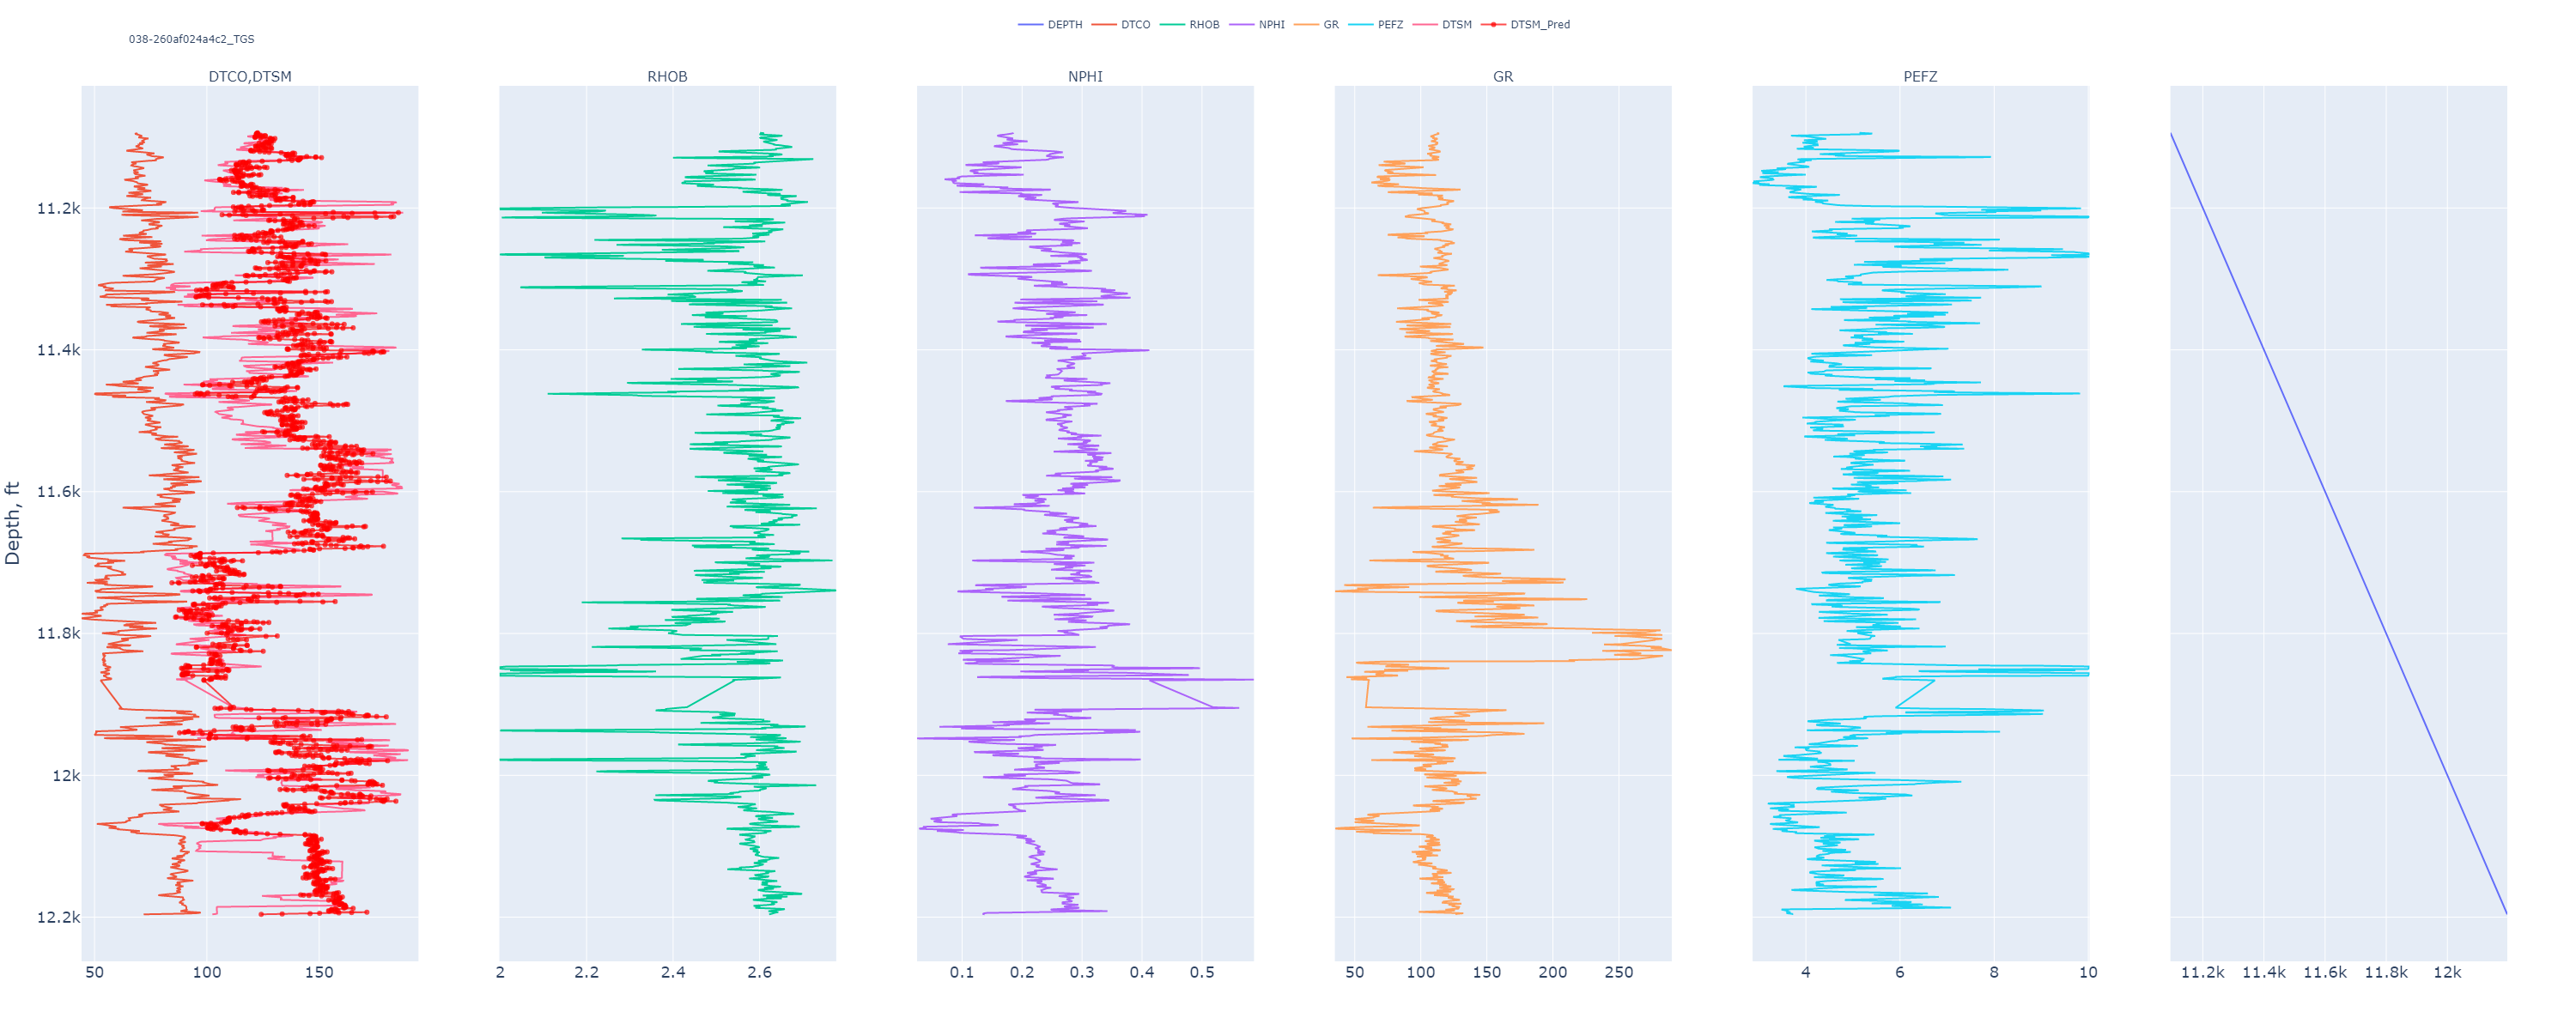 DEPTH DTCO RHOB NPHI GR PEFZ DTSM DTSM_Pred
038-260af024a4c2_TGS
DTCO,DTSM RHOB NPHI GR PEFZ
Depth, ft
11.2k
11.4k
11.6k
11.8k
12k
12.2k
50 100 150 2 2.2 2.4 2.6 0.1 0.2 0.3 0.4 0.5 50 100 150 200 250 4 6 8 10 11.2k 11.4k 11.6k 11.8k 12k